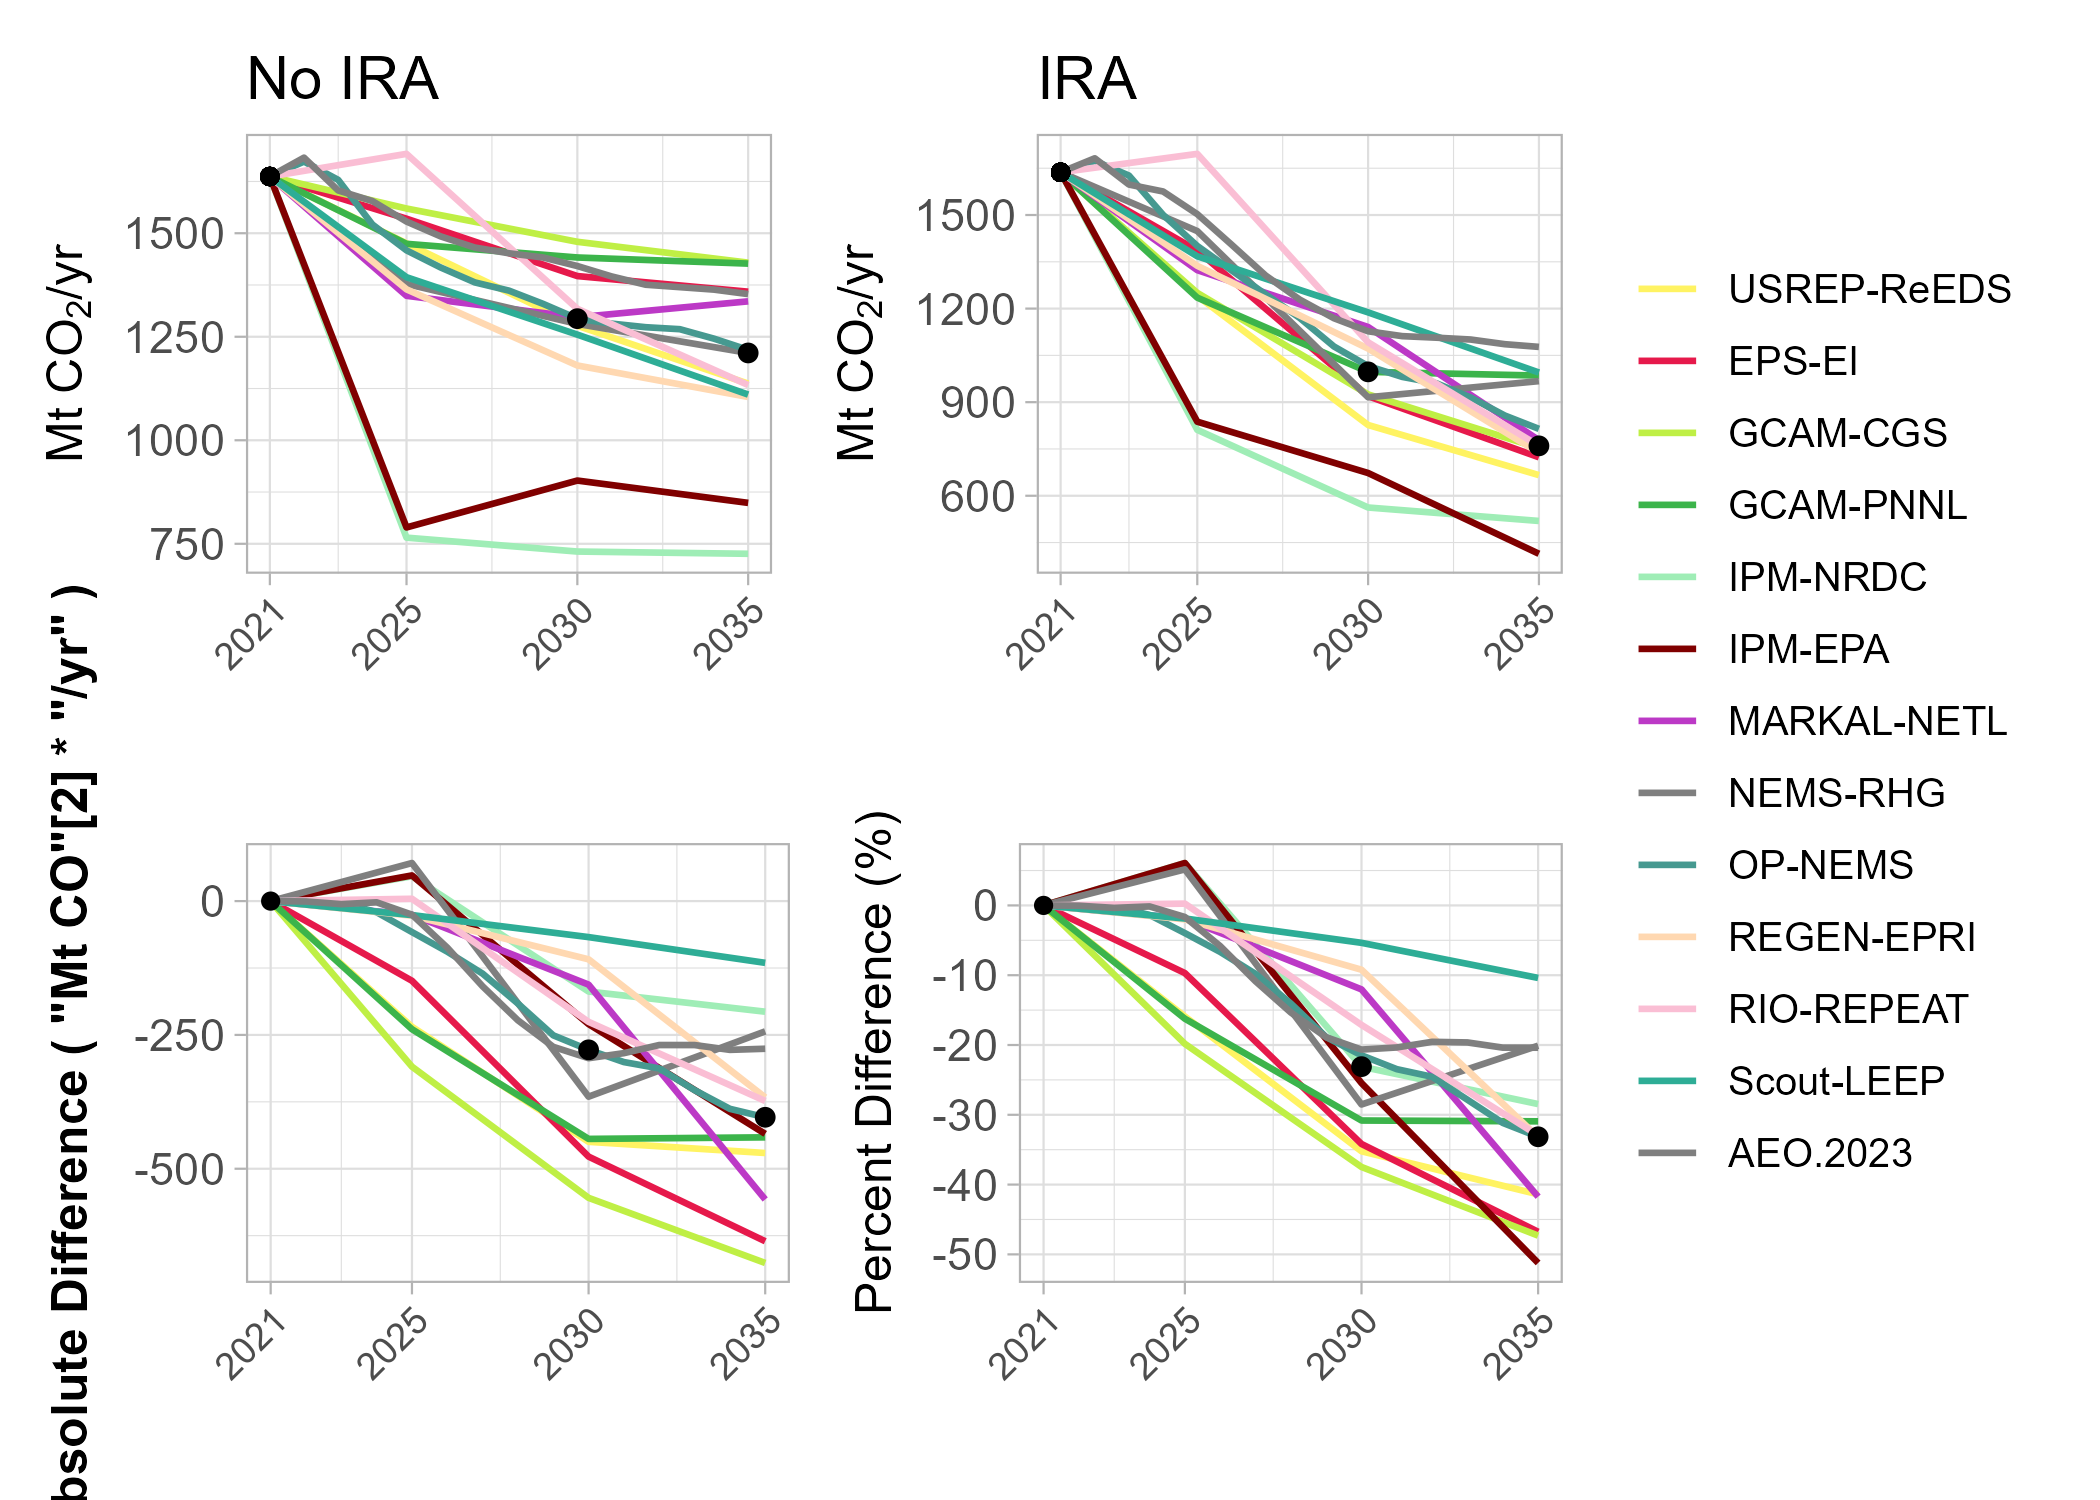 No IRA
IRA
Mt CO₂/yr
1500
1250
1000
750
2021
2025
2030
2035
Mt CO₂/yr
1500
1200
900
600
2021
2025
2030
2035
bsolute Difference ( "Mt CO"[2] * "/yr" )
0
-250
-500
2021
2025
2030
2035
Percent Difference (%)
0
-10
-20
-30
-40
-50
2021
2025
2030
2035
USREP-ReEDS
EPS-EI
GCAM-CGS
GCAM-PNNL
IPM-NRDC
IPM-EPA
MARKAL-NETL
NEMS-RHG
OP-NEMS
REGEN-EPRI
RIO-REPEAT
Scout-LEEP
AEO.2023